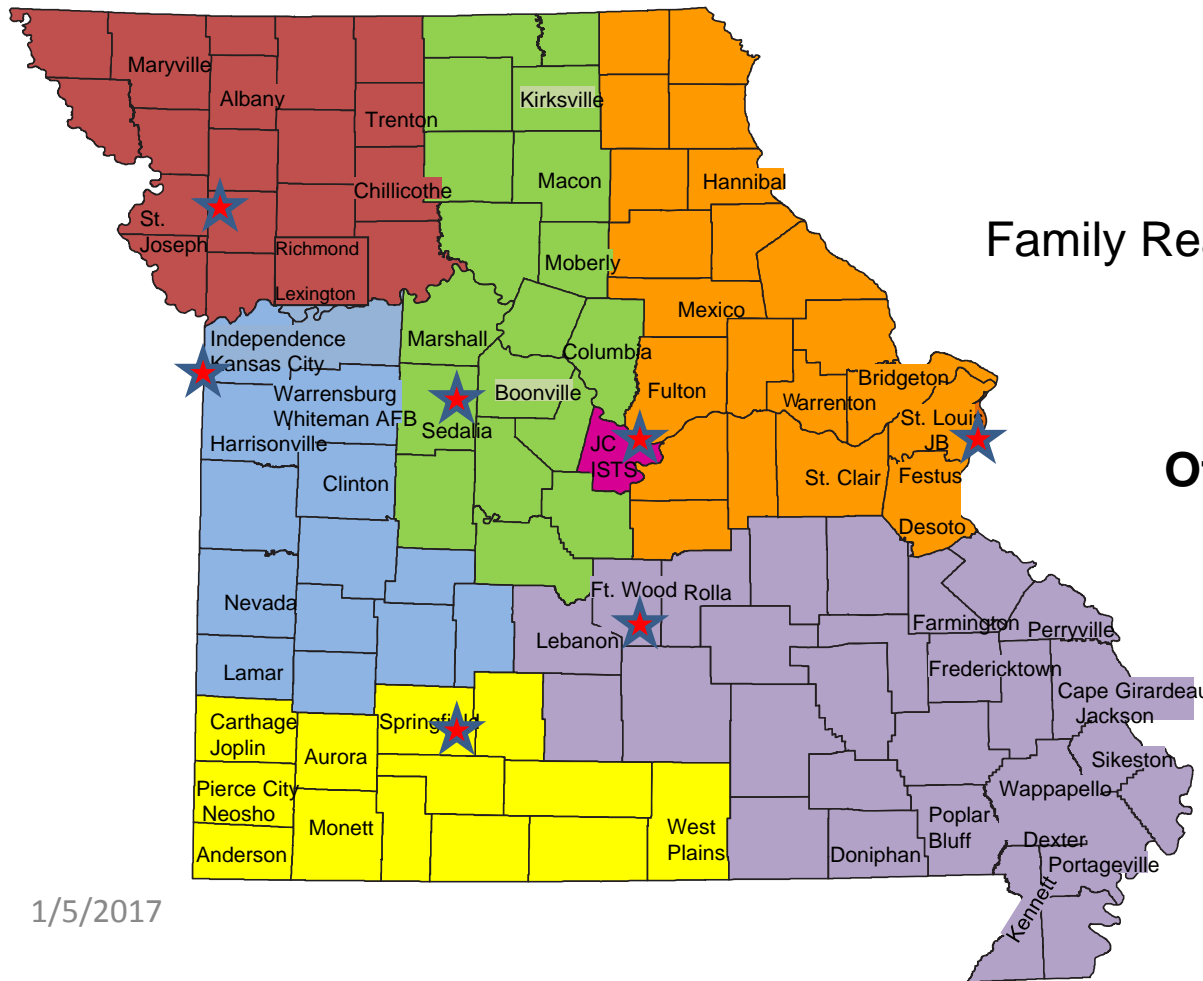 Maryville
Albany
Kirksville
Trenton
Macon
Hannibal
Chillicothe
St.
Joseph
Family
Richmond
Moberly
Lexington
Mexico
Independence
Kansas City
Marshall
Columbia
Warrensburg
Whiteman AFB
Boonville
Fulton
Bridgeton
Warrenton
St. Louis
JB
Sedalia
Harrisonville
JC
ISTS
Clinton
St. Clair
Festus
Desoto
Nevada
Ft. Wood
Rolla
Lebanon
Farmington
Perryville
Lamar
Fredericktown
Cape Girardeau
Jackson
Carthage
Joplin
Springfield
Aurora
Sikeston
Pierce City
Neosho
Wappapello
Monett
West
Plains
Poplar
Bluff
Dexter
Anderson
Doniphan
Portageville
Kennett
1/5/2017